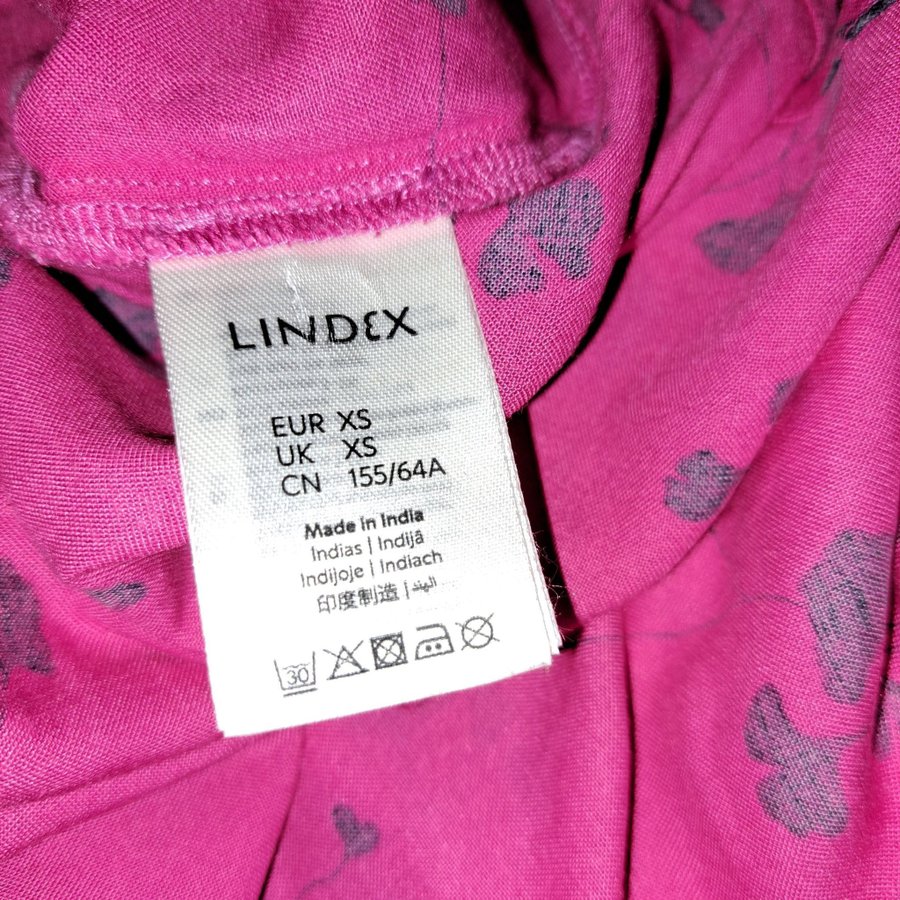 LINDEX
EUR XS
UK XS
CN 155/64A
Made in India
Indias | Indijā
Indijoje | Indiach
印度制造 | الهند
30